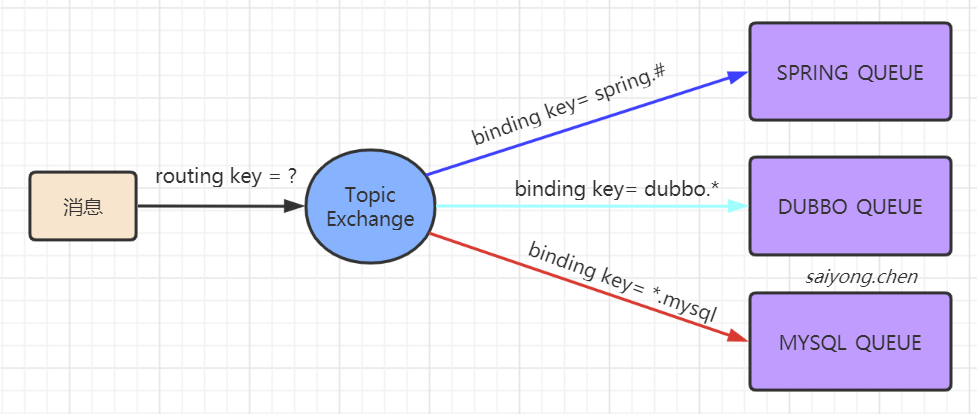 消息
routing key = ?
Topic
Exchange
binding key= spring.#
SPRING QUEUE
binding key= dubbo.*
DUBBO QUEUE
saiyong.chen
binding key= *.mysql
MYSQL QUEUE